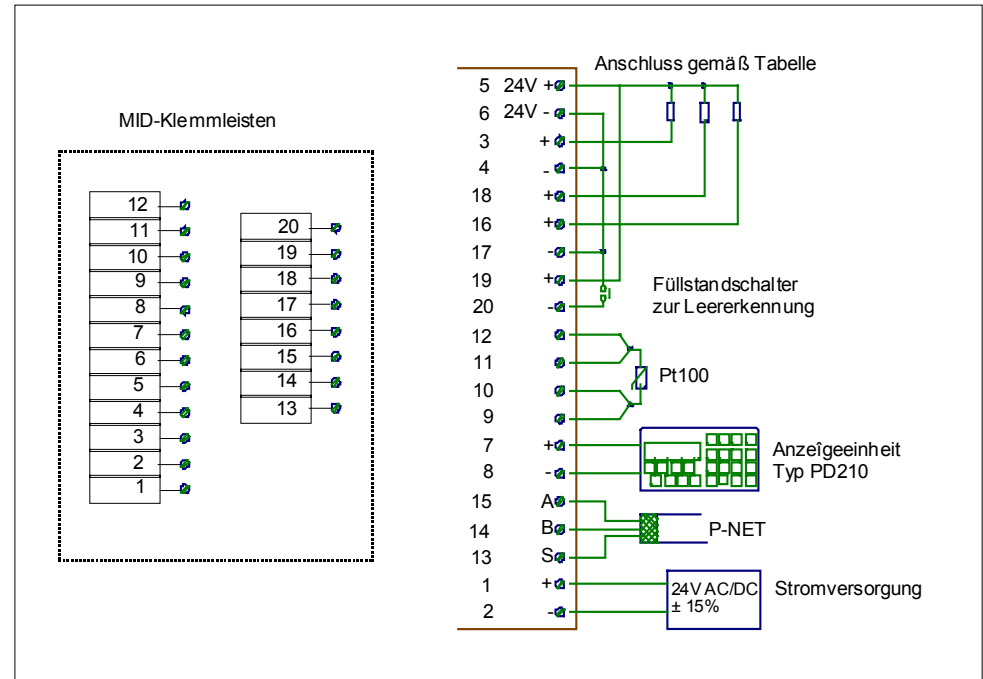 MID-Klemmleisten
12
11
10
9
8
7
6
5
4
3
2
1
20
19
18
17
16
15
14
13
Anschluss gemäß Tabelle
5 24V +
6 24V -
3 +
4 -
18 +
16 +
17 -
19 +
20 -
Füllstandschalter
zur Leererkennung
12
11
10
9
Pt100
7 +
8 -
Anzeîgeeinheit
Typ PD210
15 A
14 B
13 S
P-NET
1 +
2 -
24V AC/DC
± 15%
Stromversorgung